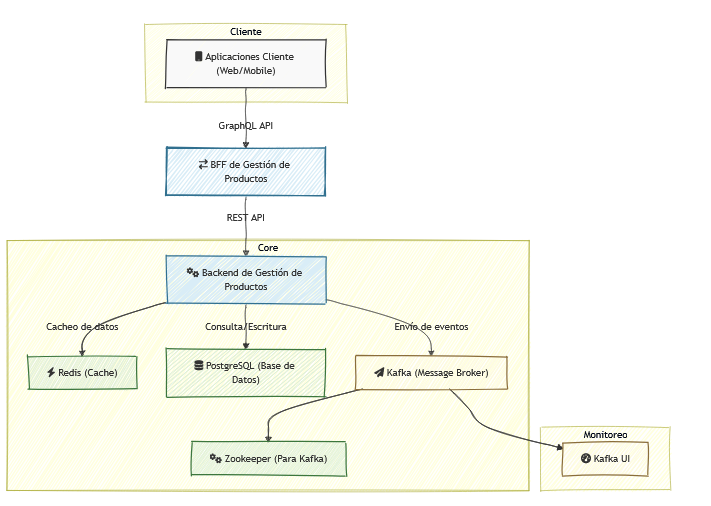 Cliente
Aplicaciones Cliente
(Web/Mobile)
GraphQL API
BFF de Gestión de
Productos
REST API
Core
Backend de Gestión de
Productos
Cacheo de datos
Consulta/Escritura
Envío de eventos
Redis (Cache)
PostgreSQL (Base de
Datos)
Kafka (Message Broker)
Monitoreo
Zookeeper (Para Kafka)
Kafka UI